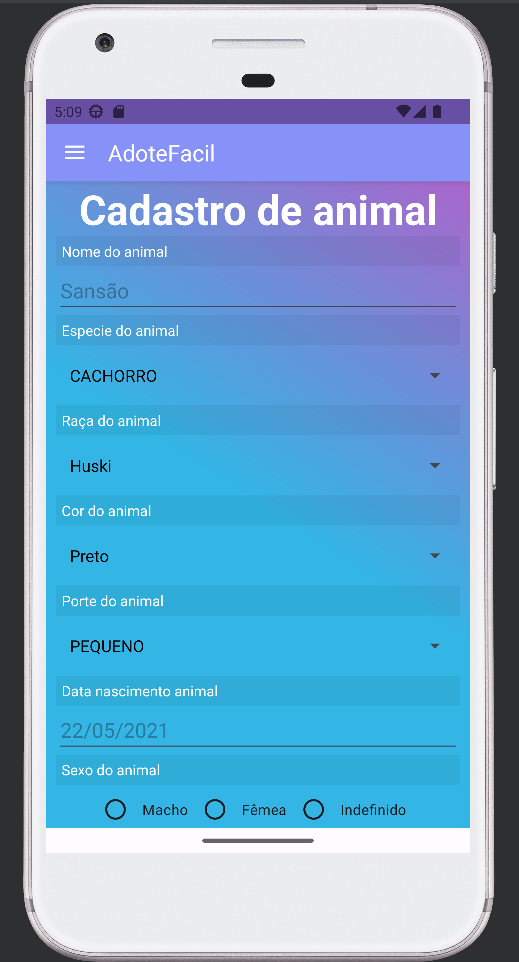 5:09
AdoteFacil
Cadastro de animal
Nome do animal
Sansão
Especie do animal
CACHORRO
Raça do animal
Huski
Cor do animal
Preto
Porte do animal
PEQUENO
Data nascimento animal
22/05/2021
Sexo do animal
Macho Fêmea Indefinido